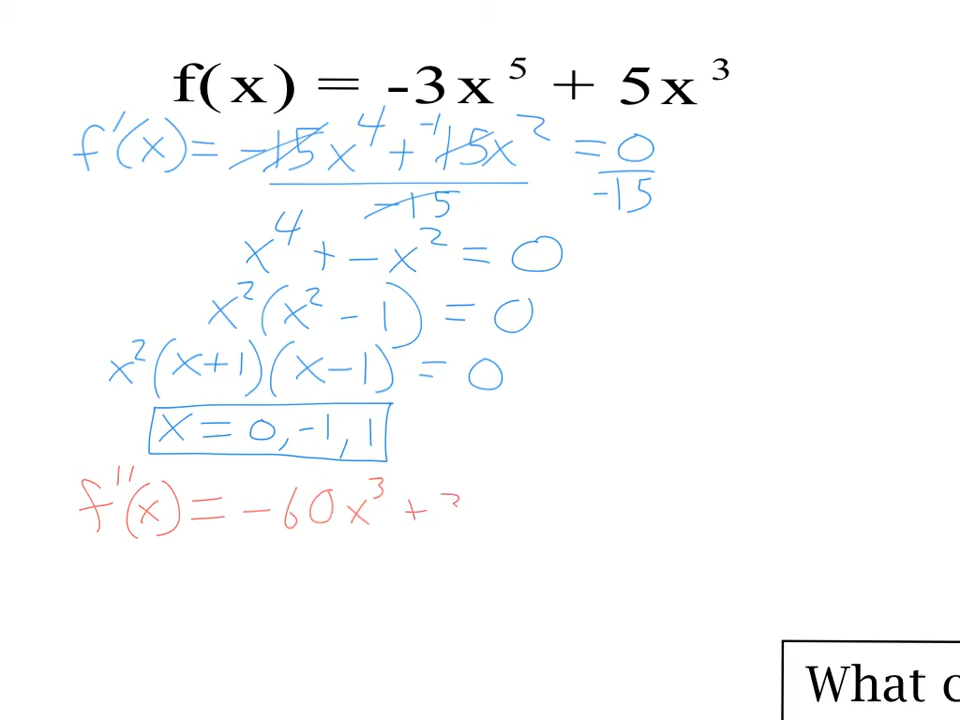 f(x) = -3x⁵ + 5x³
f'(x) = -15x⁴ + -1 15x² = 0
-15 -15
x⁴ + -x² = 0
x²(x² - 1) = 0
x²(x+1)(x-1) = 0
x = 0, -1, 1
f''(x) = -60x³ +
What